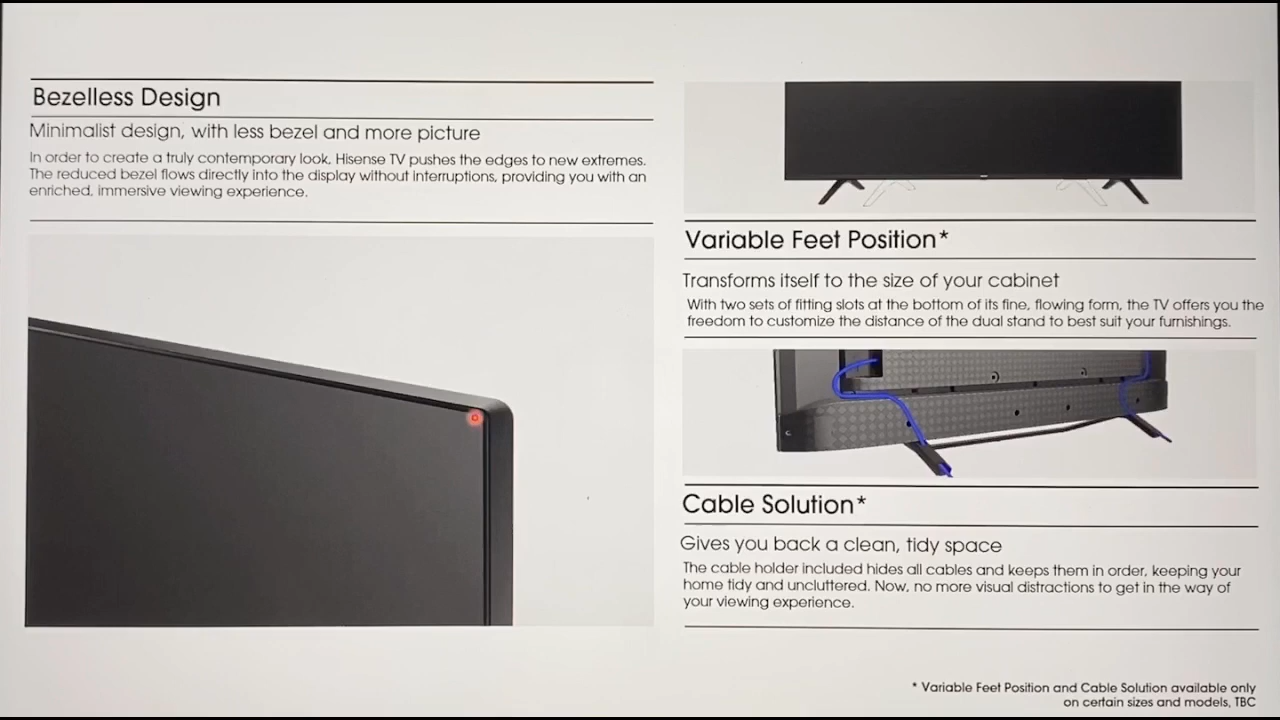 Bezelless Design
Minimalist design, with less bezel and more picture
In order to create a truly contemporary look, Hisense TV pushes the edges to new extremes.
The reduced bezel flows directly into the display without interruptions, providing you with an
enriched, immersive viewing experience.
Variable Feet Position*
Transforms itself to the size of your cabinet
With two sets of fitting slots at the bottom of its fine, flowing form, the TV offers you the
freedom to customize the distance of the dual stand to best suit your furnishings.
Cable Solution*
Gives you back a clean, tidy space
The cable holder included hides all cables and keeps them in order, keeping your
home tidy and uncluttered. Now, no more visual distractions to get in the way of
your viewing experience.
* Variable Feet Position and Cable Solution available only
on certain sizes and models, TBC